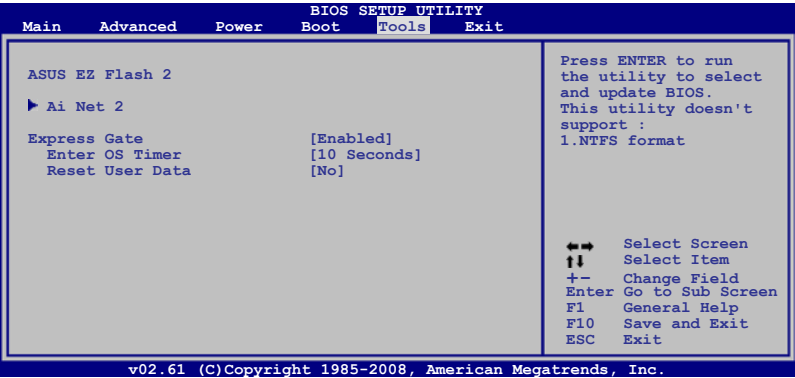 BIOS SETUP UTILITY
Main Advanced Power Boot Tools Exit
ASUS EZ Flash 2
Ai Net 2
Express Gate [Enabled]
Enter OS Timer [10 Seconds]
Reset User Data [No]
Press ENTER to run
the utility to select
and update BIOS.
This utility doesn't
support :
1.NTFS format
Select Screen
Select Item
+- Change Field
Enter Go to Sub Screen
F1 General Help
F10 Save and Exit
ESC Exit
v02.61 (C)Copyright 1985-2008, American Megatrends, Inc.